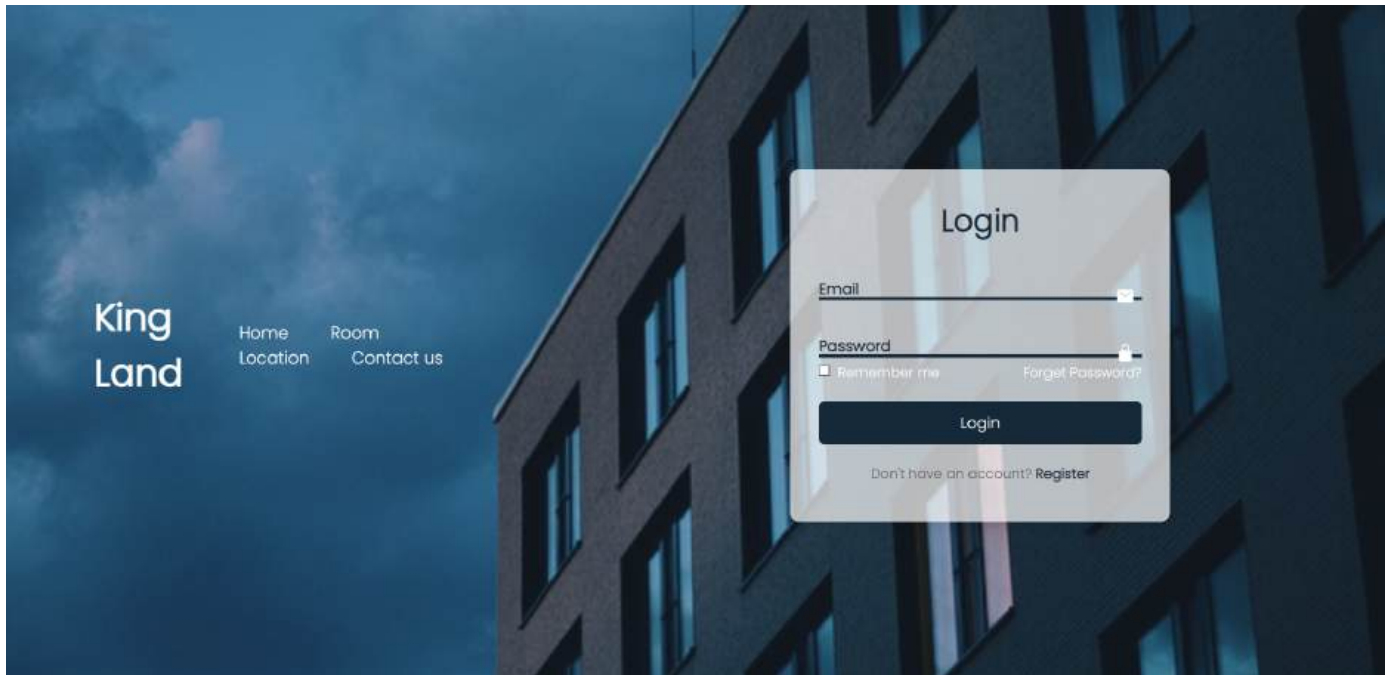 King
Land
Home Room
Location Contact us
Login
Email
Password
Remember me Forget Password?
Login
Don't have an account? Register